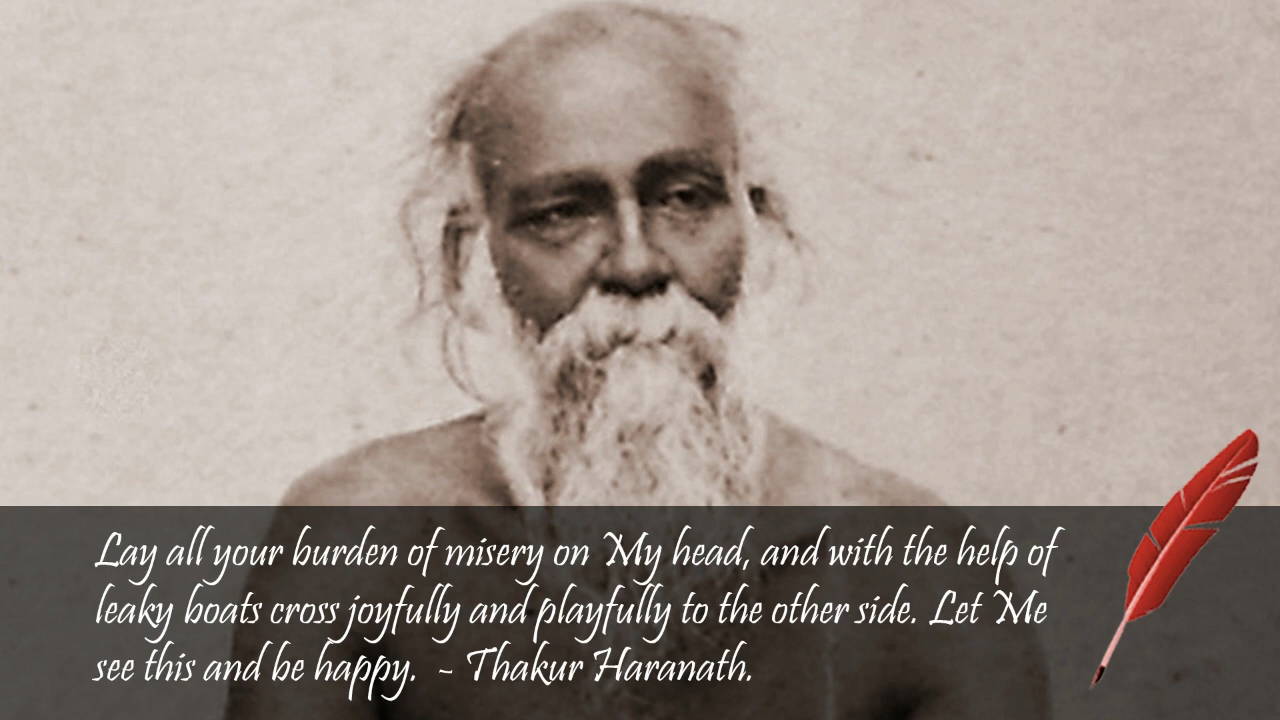 Lay all your burden of misery on My head, and with the help of
leaky boats cross joyfully and playfully to the other side. Let Me
see this and be happy. - Thakur Haranath.